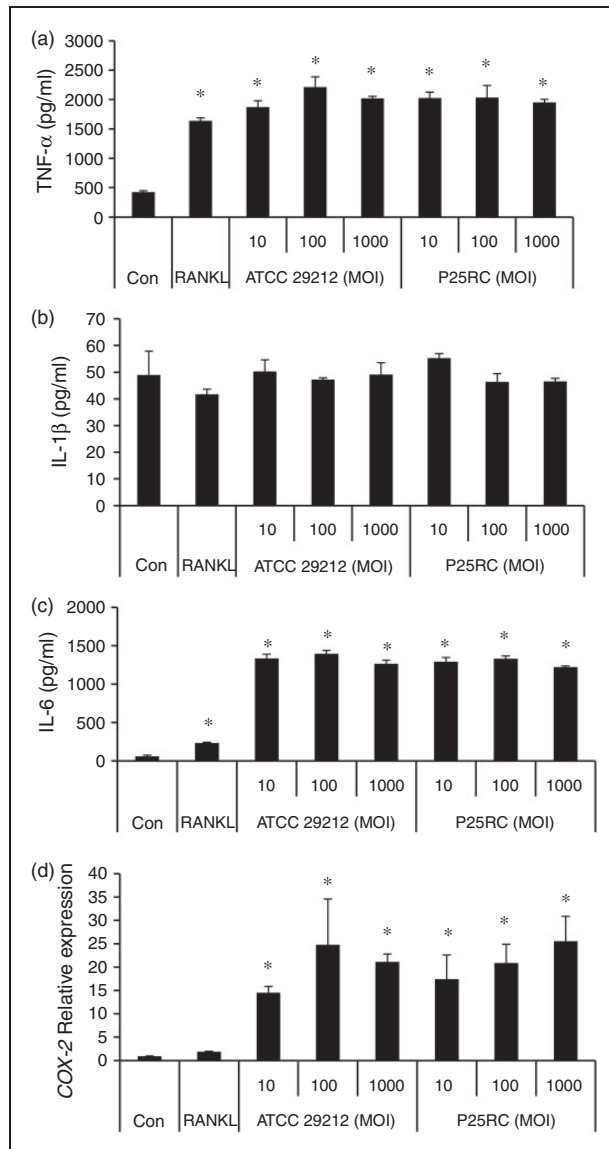 (a)
TNF-α (pg/ml)
2500
2000
1500
1000
500
0
* * * * * * *
10 100 1000 10 100 1000
Con RANKL ATCC 29212 (MOI) P25RC (MOI)
(b)
IL-1β (pg/ml)
70
60
50
40
30
20
10
0
10 100 1000 10 100 1000
Con RANKL ATCC 29212 (MOI) P25RC (MOI)
(c)
IL-6 (pg/ml)
2000
1500
1000
500
0
* * * * * * *
10 100 1000 10 100 1000
Con RANKL ATCC 29212 (MOI) P25RC (MOI)
(d)
COX-2 Relative expression
40
35
30
25
20
15
10
5
0
* * * * * *
10 100 1000 10 100 1000
Con RANKL ATCC 29212 (MOI) P25RC (MOI)